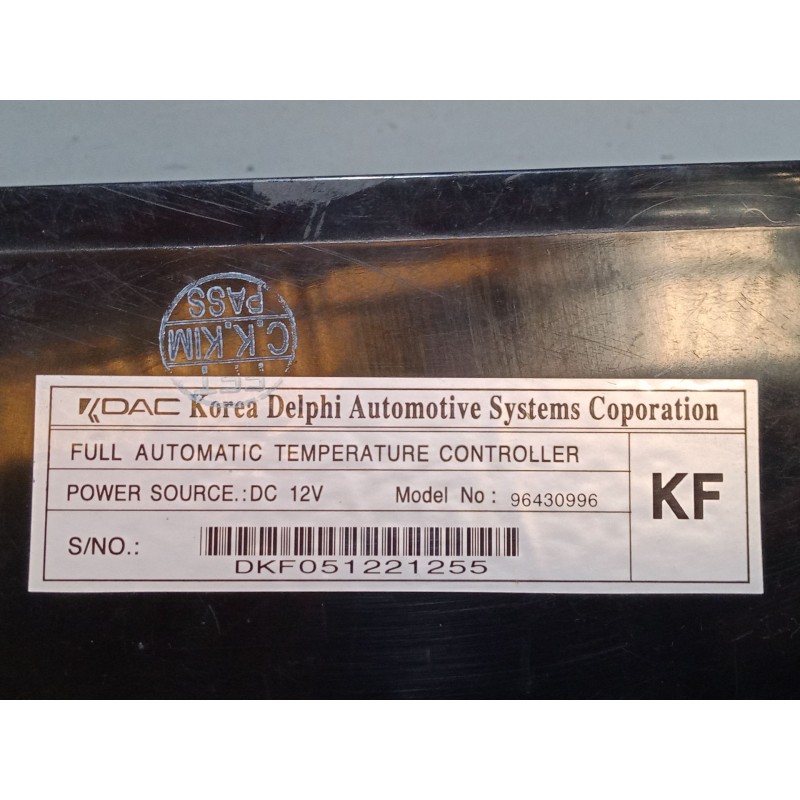 PASS
C.K.KIM
KDAC Korea Delphi Automotive Systems Coporation
FULL AUTOMATIC TEMPERATURE CONTROLLER
POWER SOURCE.:DC 12V Model No : 96430996
KF
S/NO.:
DKF051221255